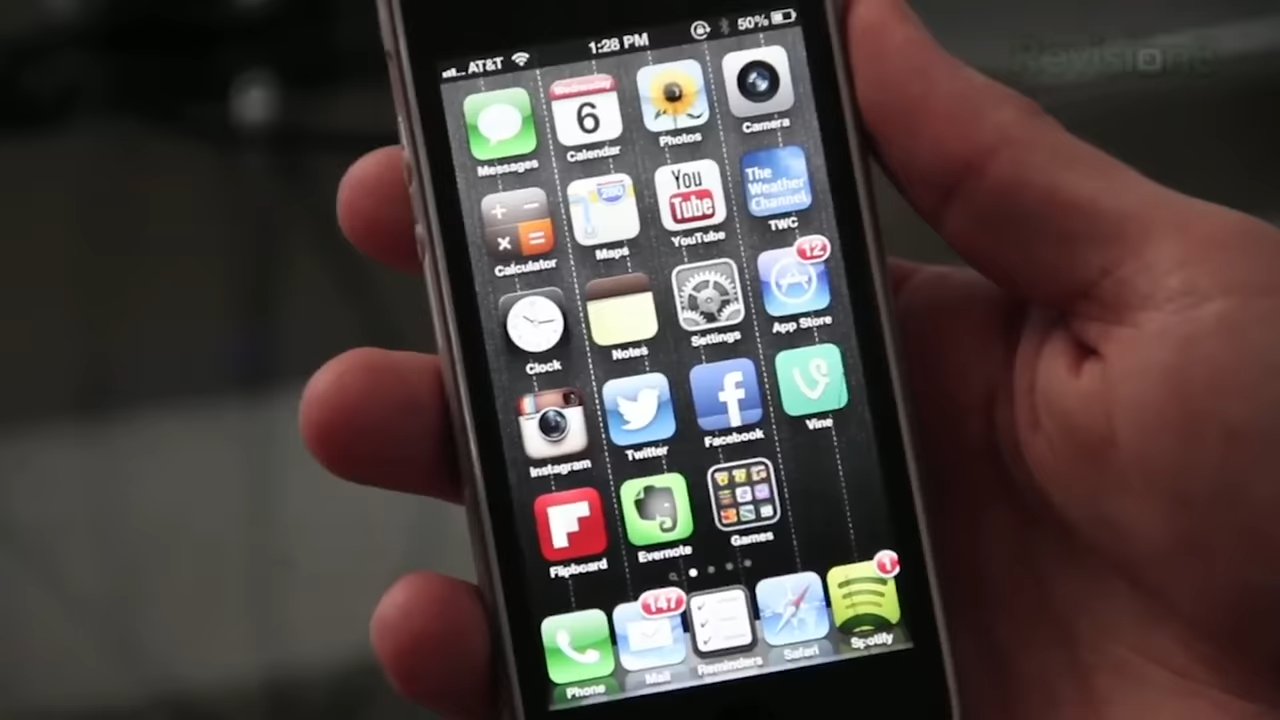 Revision3
AT&T 1:28 PM 50%
Wednesday
6
280
You
Tube
The
Weather
Channel
Messages Calendar Photos Camera
Calculator Maps YouTube TWC
12
Clock Notes Settings App Store
Instagram Twitter Facebook Vine
Flipboard Evernote Games
147 1
Phone Mail Reminders Safari Spotify